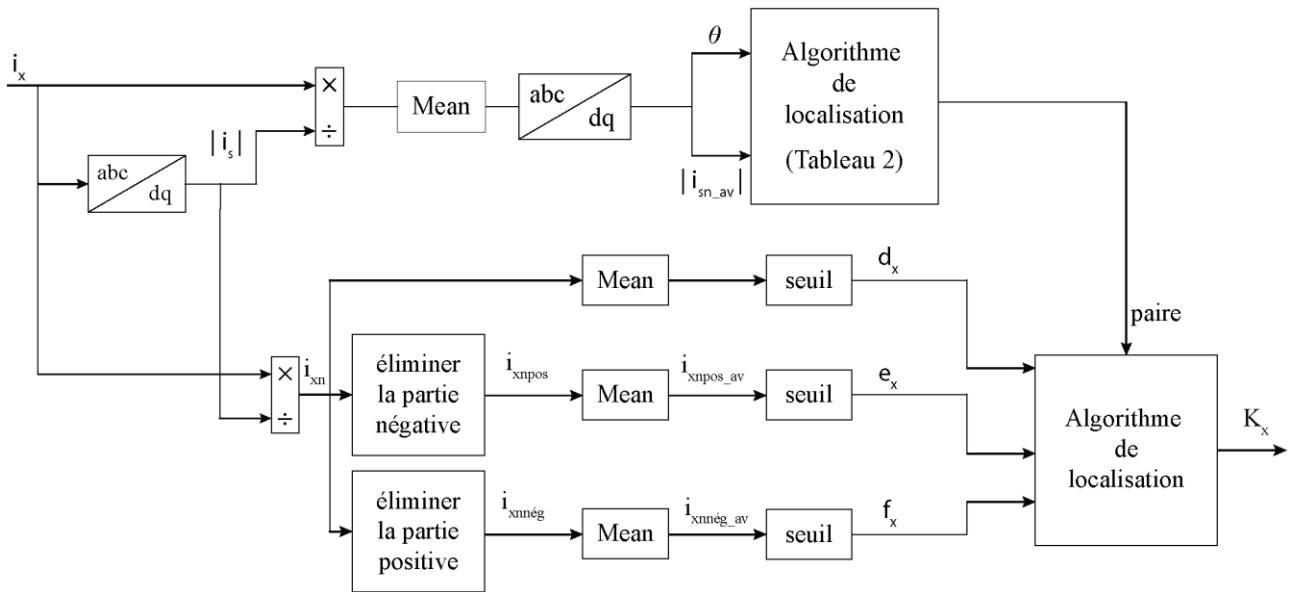 i_x
×
÷
Mean
abc
dq
θ
|i_sn_av|
Algorithme
de
localisation
(Tableau 2)
|i_s|
abc
dq
Mean
seuil
d_x
paire
×
÷
i_xn
éliminer
la partie
négative
i_xnpos
Mean
i_xnpos_av
seuil
e_x
Algorithme
de
localisation
K_x
éliminer
la partie
positive
i_xnnég
Mean
i_xnnég_av
seuil
f_x